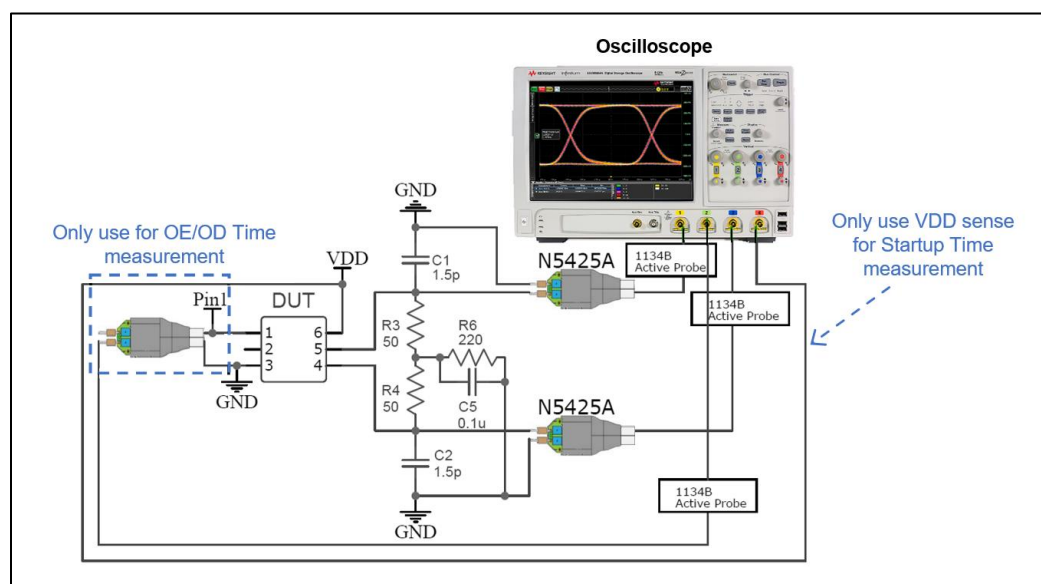 Oscilloscope
KEYSIGHT
GND
Only use for OE/OD Time
measurement
VDD
C1
1.5p
N5425A
1134B
Active Probe
Only use VDD sense
for Startup Time
measurement
1134B
Active Probe
Pin1
DUT
1
2
3
6
5
4
R3
50
R6
220
GND
R4
50
C5
0.1u
N5425A
C2
1.5p
1134B
Active Probe
GND